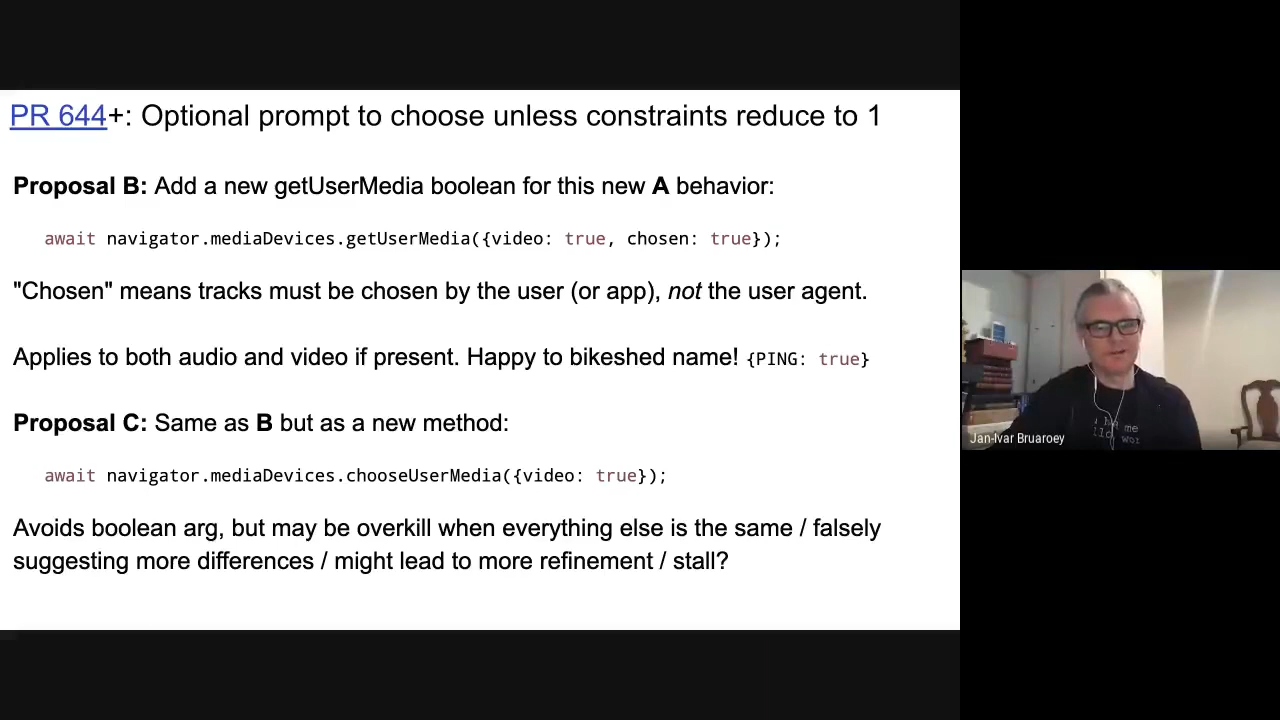 PR 644+: Optional prompt to choose unless constraints reduce to 1
Proposal B: Add a new getUserMedia boolean for this new A behavior:
await navigator.mediaDevices.getUserMedia({video: true, chosen: true});
"Chosen" means tracks must be chosen by the user (or app), not the user agent.
Applies to both audio and video if present. Happy to bikeshed name! {PING: true}
Proposal C: Same as B but as a new method:
await navigator.mediaDevices.chooseUserMedia({video: true});
Avoids boolean arg, but may be overkill when everything else is the same / falsely
suggesting more differences / might lead to more refinement / stall?
Jan-Ivar Bruaroey